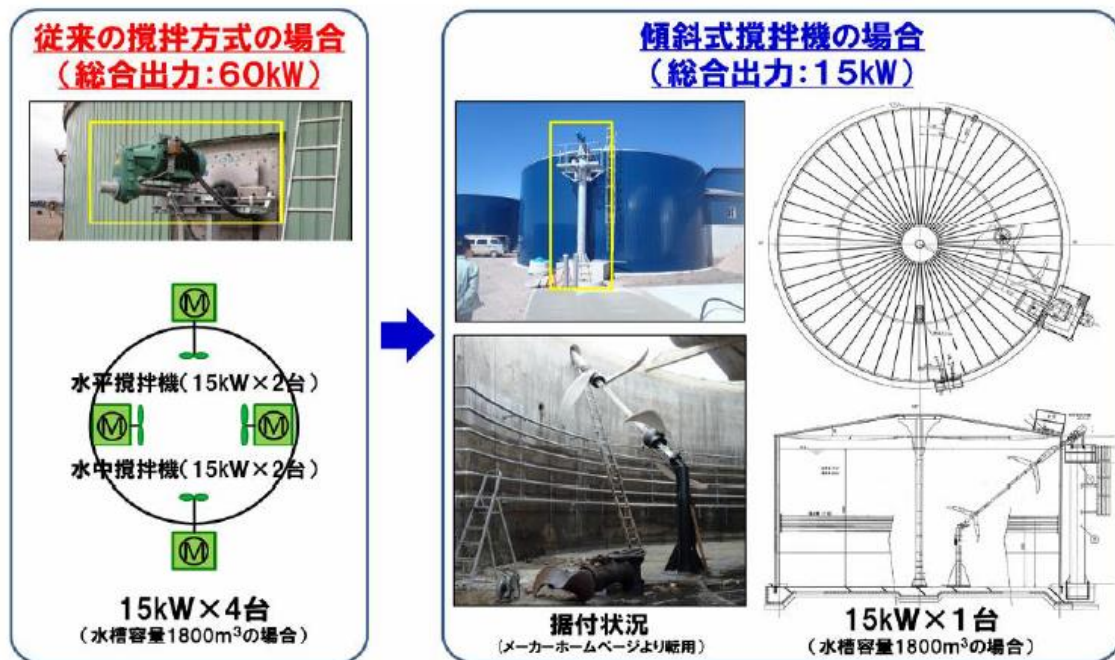 従来の撹拌方式の場合
（総合出力：60kW）
M
水平撹拌機（15kW×2台）
M
M
水中撹拌機（15kW×2台）
M
15kW×4台
（水槽容量1800m³の場合）
傾斜式撹拌機の場合
（総合出力：15kW）
据付状況
（メーカーホームページより転用）
15kW×1台
（水槽容量1800m³の場合）